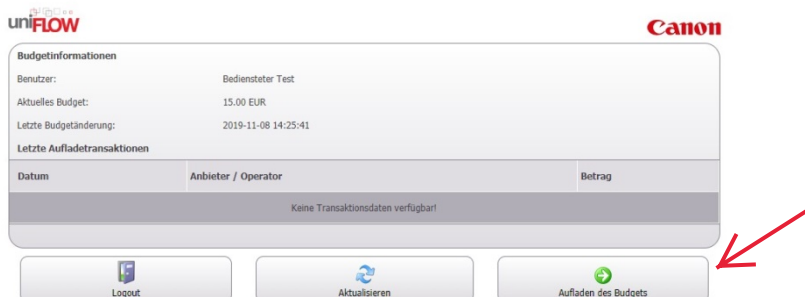 uniFLOW
Canon
Budgetinformationen
Benutzer: Bediensteter Test
Aktuelles Budget: 15.00 EUR
Letzte Budgetänderung: 2019-11-08 14:25:41
Letzte Aufladetransaktionen
Datum Anbieter / Operator Betrag
Keine Transaktionsdaten verfügbar!
Logout Aktualisieren Aufladen des Budgets